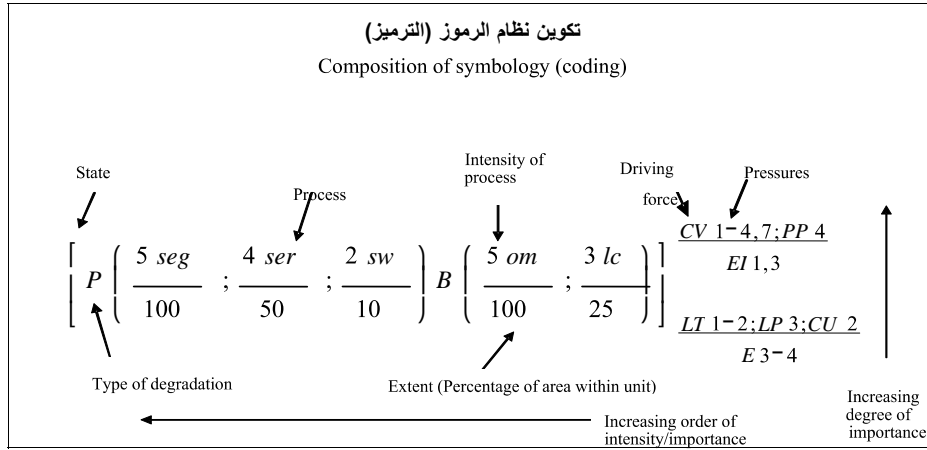 تكوين نظام الرموز (الترميز)
Composition of symbology (coding)
State
Process
Intensity of
process
Driving
force
Pressures
[ P ( 5 seg / 100 ; 4 ser / 50 ; 2 sw / 10 ) B ( 5 om / 100 ; 3 lc / 25 ) ]
CV 1-4,7;PP 4
EI 1,3
LT 1-2;LP 3;CU 2
E 3-4
Type of degradation
Extent (Percentage of area within unit)
Increasing order of
intensity/importance
Increasing
degree of
importance